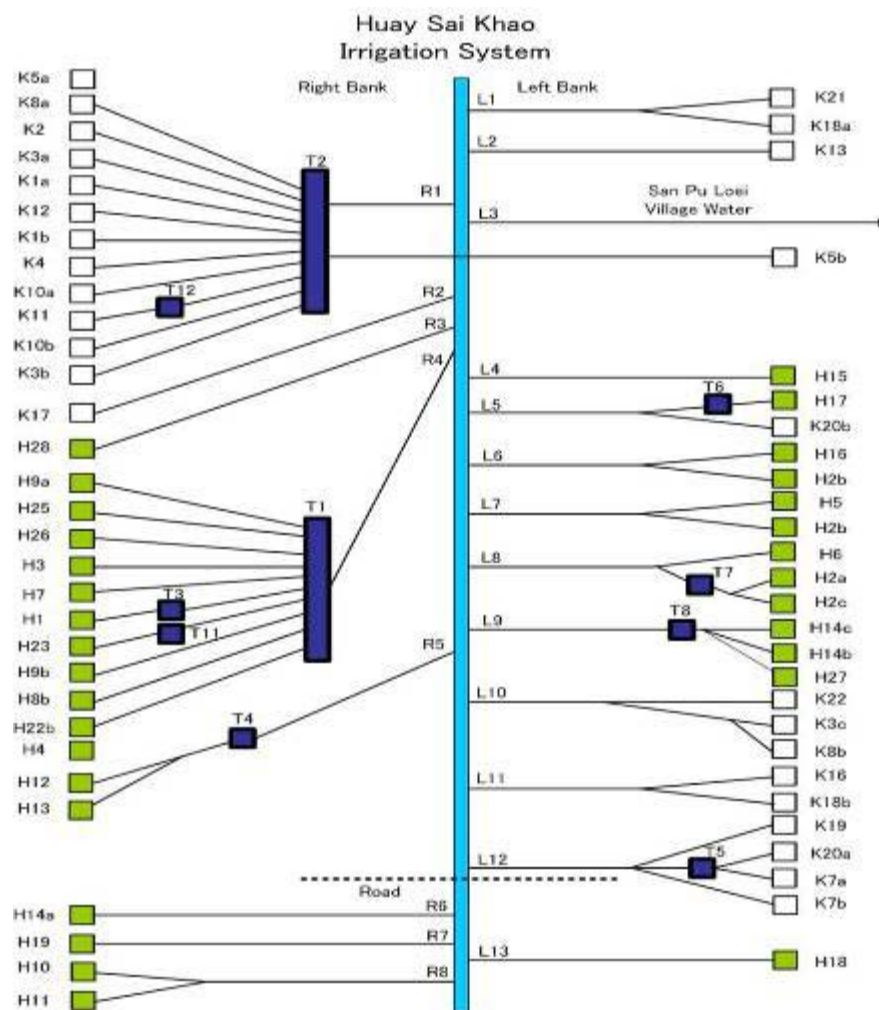 Huay Sai Khao
Irrigation System
Right Bank
Left Bank
K5a
K8a
K2
K3a
K1a
K12
K1b
K4
K10a
K11
K10b
K3b
K17
H28
H9a
H25
H26
H3
H7
H1
H23
H9b
H8b
H22b
H4
H12
H13
H14a
H19
H10
H11
T2
T12
T1
T3
T11
T4
R1
R2
R3
R4
R5
Road
R6
R7
R8
L1
L2
L3
San Pu Loei
Village Water
L4
L5
L6
L7
L8
L9
L10
L11
L12
L13
T6
T7
T8
T5
K21
K18a
K13
K5b
H15
H17
K20b
H16
H2b
H5
H2b
H6
H2a
H2c
H14c
H14b
H27
K22
K3c
K8b
K16
K18b
K19
K20a
K7a
K7b
H18